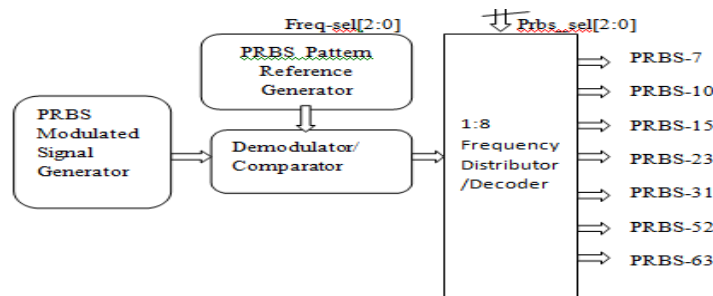 Freq-sel[2:0]
Prbs_sel[2:0]
PRBS Pattern
Reference
Generator
PRBS
Modulated
Signal
Generator
Demodulator/
Comparator
1:8
Frequency
Distributor
/Decoder
PRBS-7
PRBS-10
PRBS-15
PRBS-23
PRBS-31
PRBS-52
PRBS-63